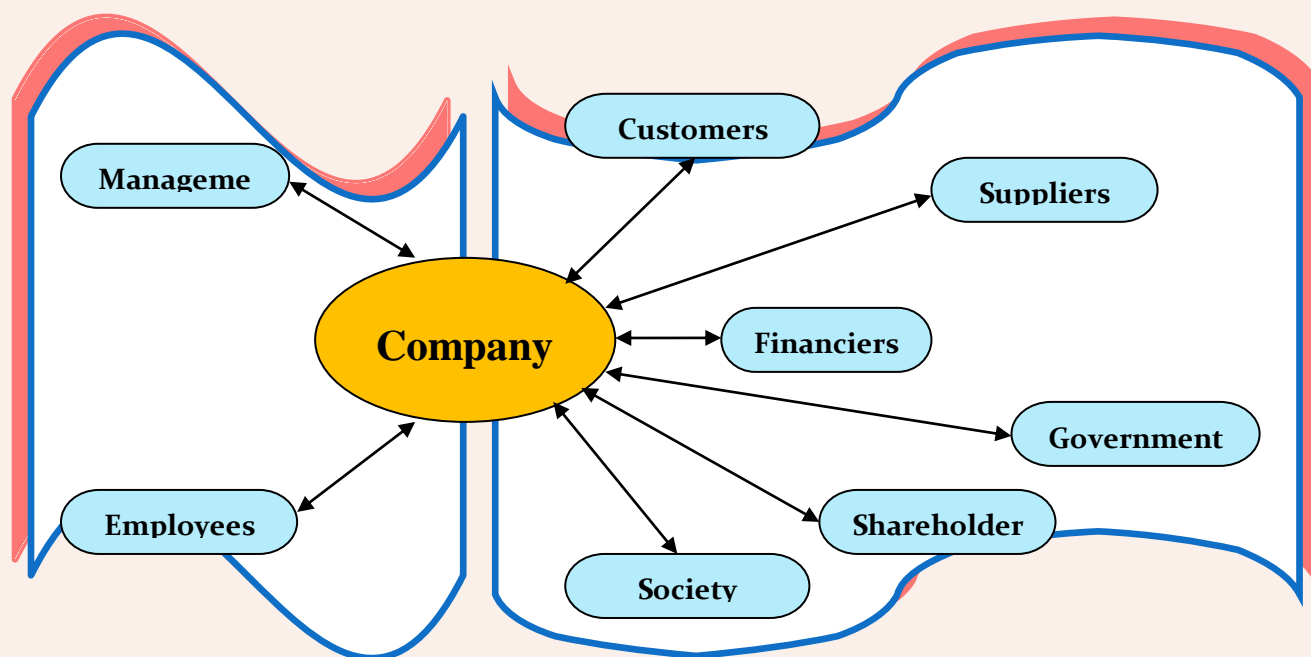 Customers
Manageme
Suppliers
Company
Financiers
Government
Employees
Shareholder
Society